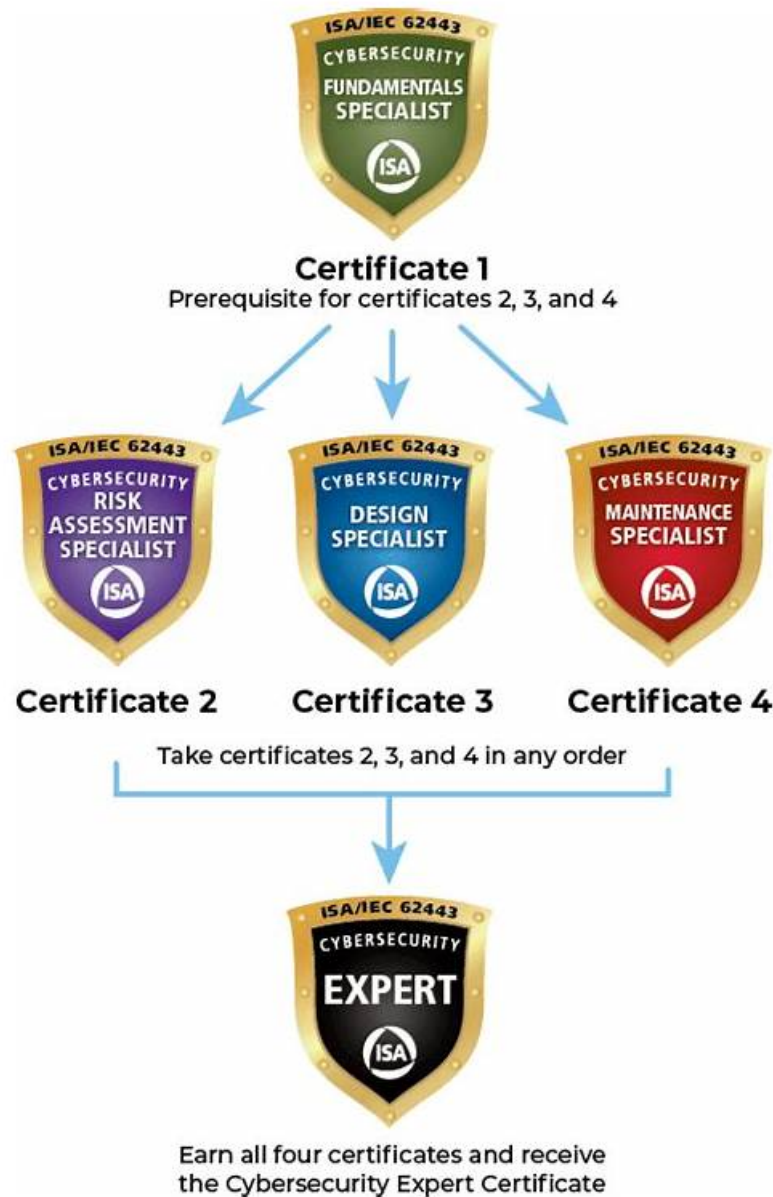 ISA/IEC 62443
CYBERSECURITY
FUNDAMENTALS
SPECIALIST
ISA
Certificate 1
Prerequisite for certificates 2, 3, and 4
ISA/IEC 62443
CYBERSECURITY
RISK
ASSESSMENT
SPECIALIST
ISA
Certificate 2
ISA/IEC 62443
CYBERSECURITY
DESIGN
SPECIALIST
ISA
Certificate 3
ISA/IEC 62443
CYBERSECURITY
MAINTENANCE
SPECIALIST
ISA
Certificate 4
Take certificates 2, 3, and 4 in any order
ISA/IEC 62443
CYBERSECURITY
EXPERT
ISA
Earn all four certificates and receive
the Cybersecurity Expert Certificate